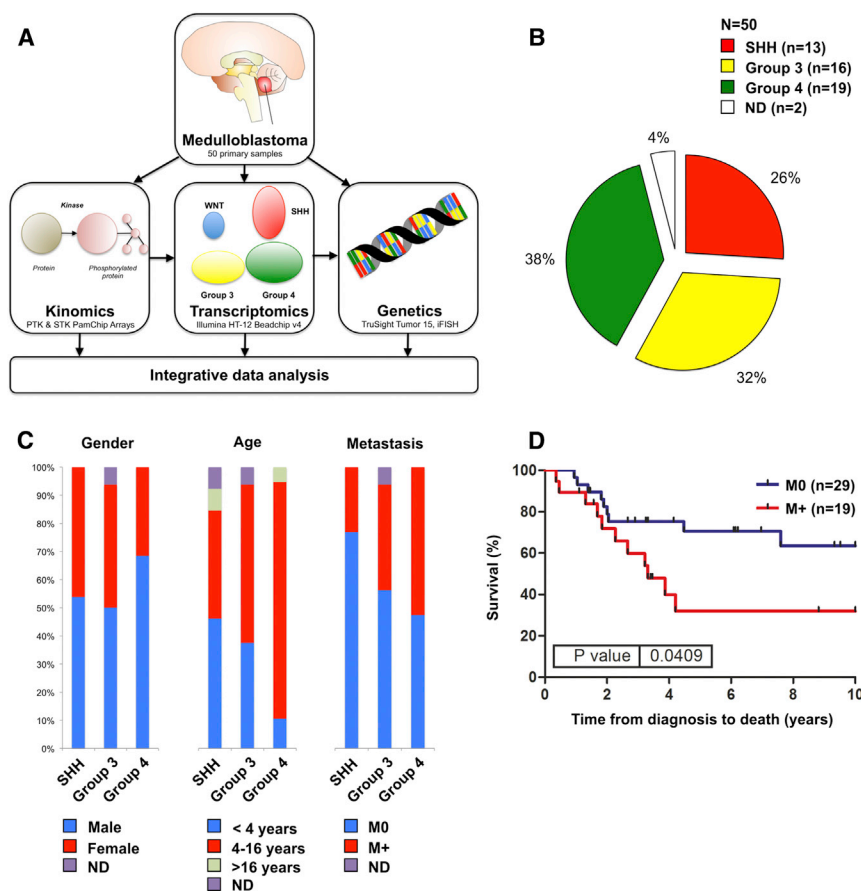 A
Medulloblastoma
50 primary samples
Kinase
Protein
Phosphorylated
protein
Kinomics
PTK & STK PamChip Arrays
WNT
SHH
Group 3
Group 4
Transcriptomics
Illumina HT-12 Beadchip v4
Genetics
TruSight Tumor 15, iFISH
Integrative data analysis
B
N=50
SHH (n=13)
Group 3 (n=16)
Group 4 (n=19)
ND (n=2)
4%
26%
38%
32%
C
Gender
Age
Metastasis
100%
90%
80%
70%
60%
50%
40%
30%
20%
10%
0%
SHH
Group 3
Group 4
SHH
Group 3
Group 4
SHH
Group 3
Group 4
Male
Female
ND
< 4 years
4-16 years
>16 years
ND
M0
M+
ND
D
M0 (n=29)
M+ (n=19)
Survival (%)
100
80
60
40
20
0
P value 0.0409
0 2 4 6 8 10
Time from diagnosis to death (years)